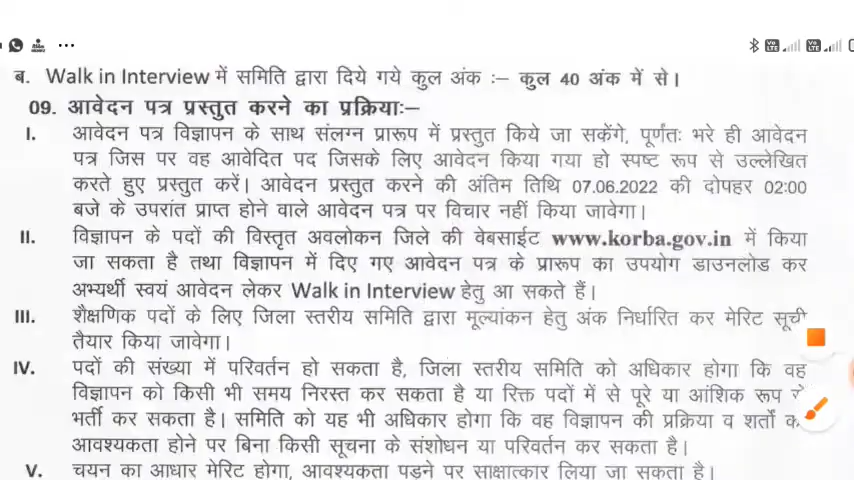 ब. Walk in Interview में समिति द्वारा दिये गये कुल अंक :– कुल 40 अंक में से।
09. आवेदन पत्र प्रस्तुत करने का प्रक्रियाः–
I. आवेदन पत्र विज्ञापन के साथ संलग्न प्रारूप में प्रस्तुत किये जा सकेंगे, पूर्णतः भरे ही आवेदन
पत्र जिस पर वह आवेदित पद जिसके लिए आवेदन किया गया हो स्पष्ट रूप से उल्लेखित
करते हुए प्रस्तुत करें। आवेदन प्रस्तुत करने की अंतिम तिथि 07.06.2022 की दोपहर 02:00
बजे के उपरांत प्राप्त होने वाले आवेदन पत्र पर विचार नहीं किया जावेगा।
II. विज्ञापन के पदों की विस्तृत अवलोकन जिले की वेबसाईट www.korba.gov.in में किया
जा सकता है तथा विज्ञापन में दिए गए आवेदन पत्र के प्रारूप का उपयोग डाउनलोड कर
अभ्यर्थी स्वयं आवेदन लेकर Walk in Interview हेतु आ सकते हैं।
III. शैक्षणिक पदों के लिए जिला स्तरीय समिति द्वारा मूल्यांकन हेतु अंक निर्धारित कर मेरिट सूची
तैयार किया जावेगा।
IV. पदों की संख्या में परिवर्तन हो सकता है, जिला स्तरीय समिति को अधिकार होगा कि वह
विज्ञापन को किसी भी समय निरस्त कर सकता है या रिक्त पदों में से पूरे या आंशिक रूप से
भर्ती कर सकता है। समिति को यह भी अधिकार होगा कि वह विज्ञापन की प्रक्रिया व शर्तों
आवश्यकता होने पर बिना किसी सूचना के संशोधन या परिवर्तन कर सकता है।
V. चयन का आधार मेरिट होगा, आवश्यकता पड़ने पर साक्षात्कार लिया जा सकता है।